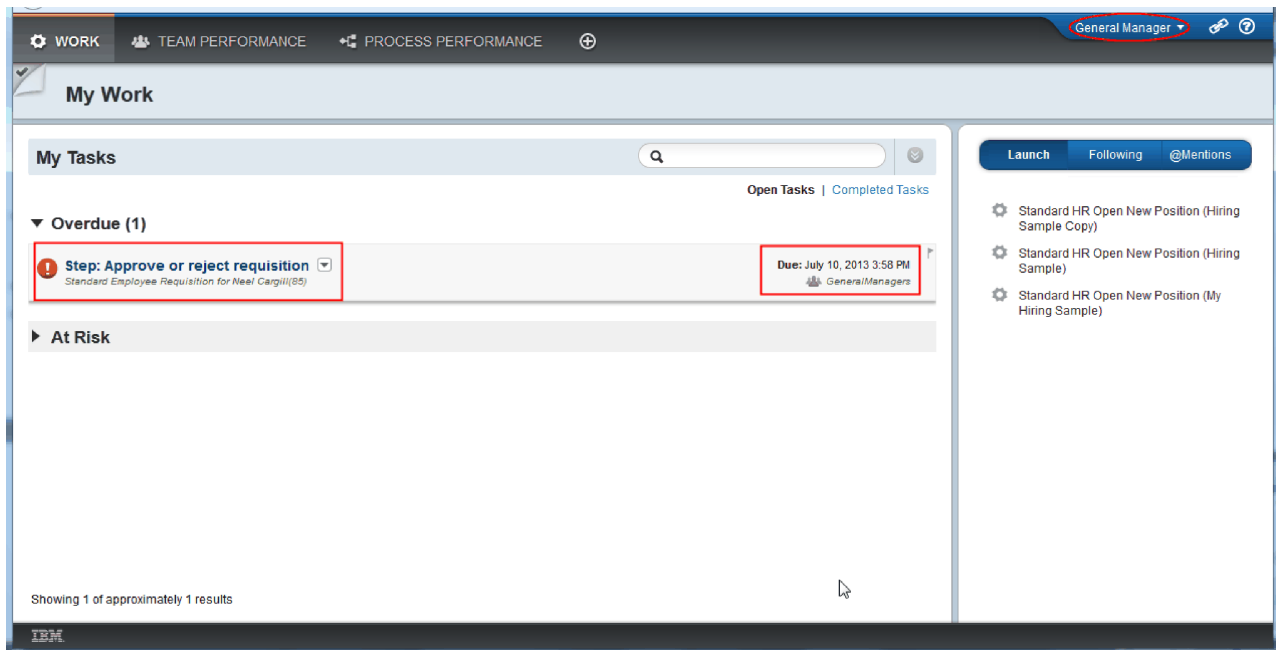 WORK TEAM PERFORMANCE PROCESS PERFORMANCE General Manager
My Work
My Tasks
Open Tasks | Completed Tasks
Overdue (1)
Step: Approve or reject requisition
Standard Employee Requisition for Neel Cargill(85)
Due: July 10, 2013 3:58 PM
GeneralManagers
At Risk
Showing 1 of approximately 1 results
Launch Following @Mentions
Standard HR Open New Position (Hiring
Sample Copy)
Standard HR Open New Position (Hiring
Sample)
Standard HR Open New Position (My
Hiring Sample)
IBM.